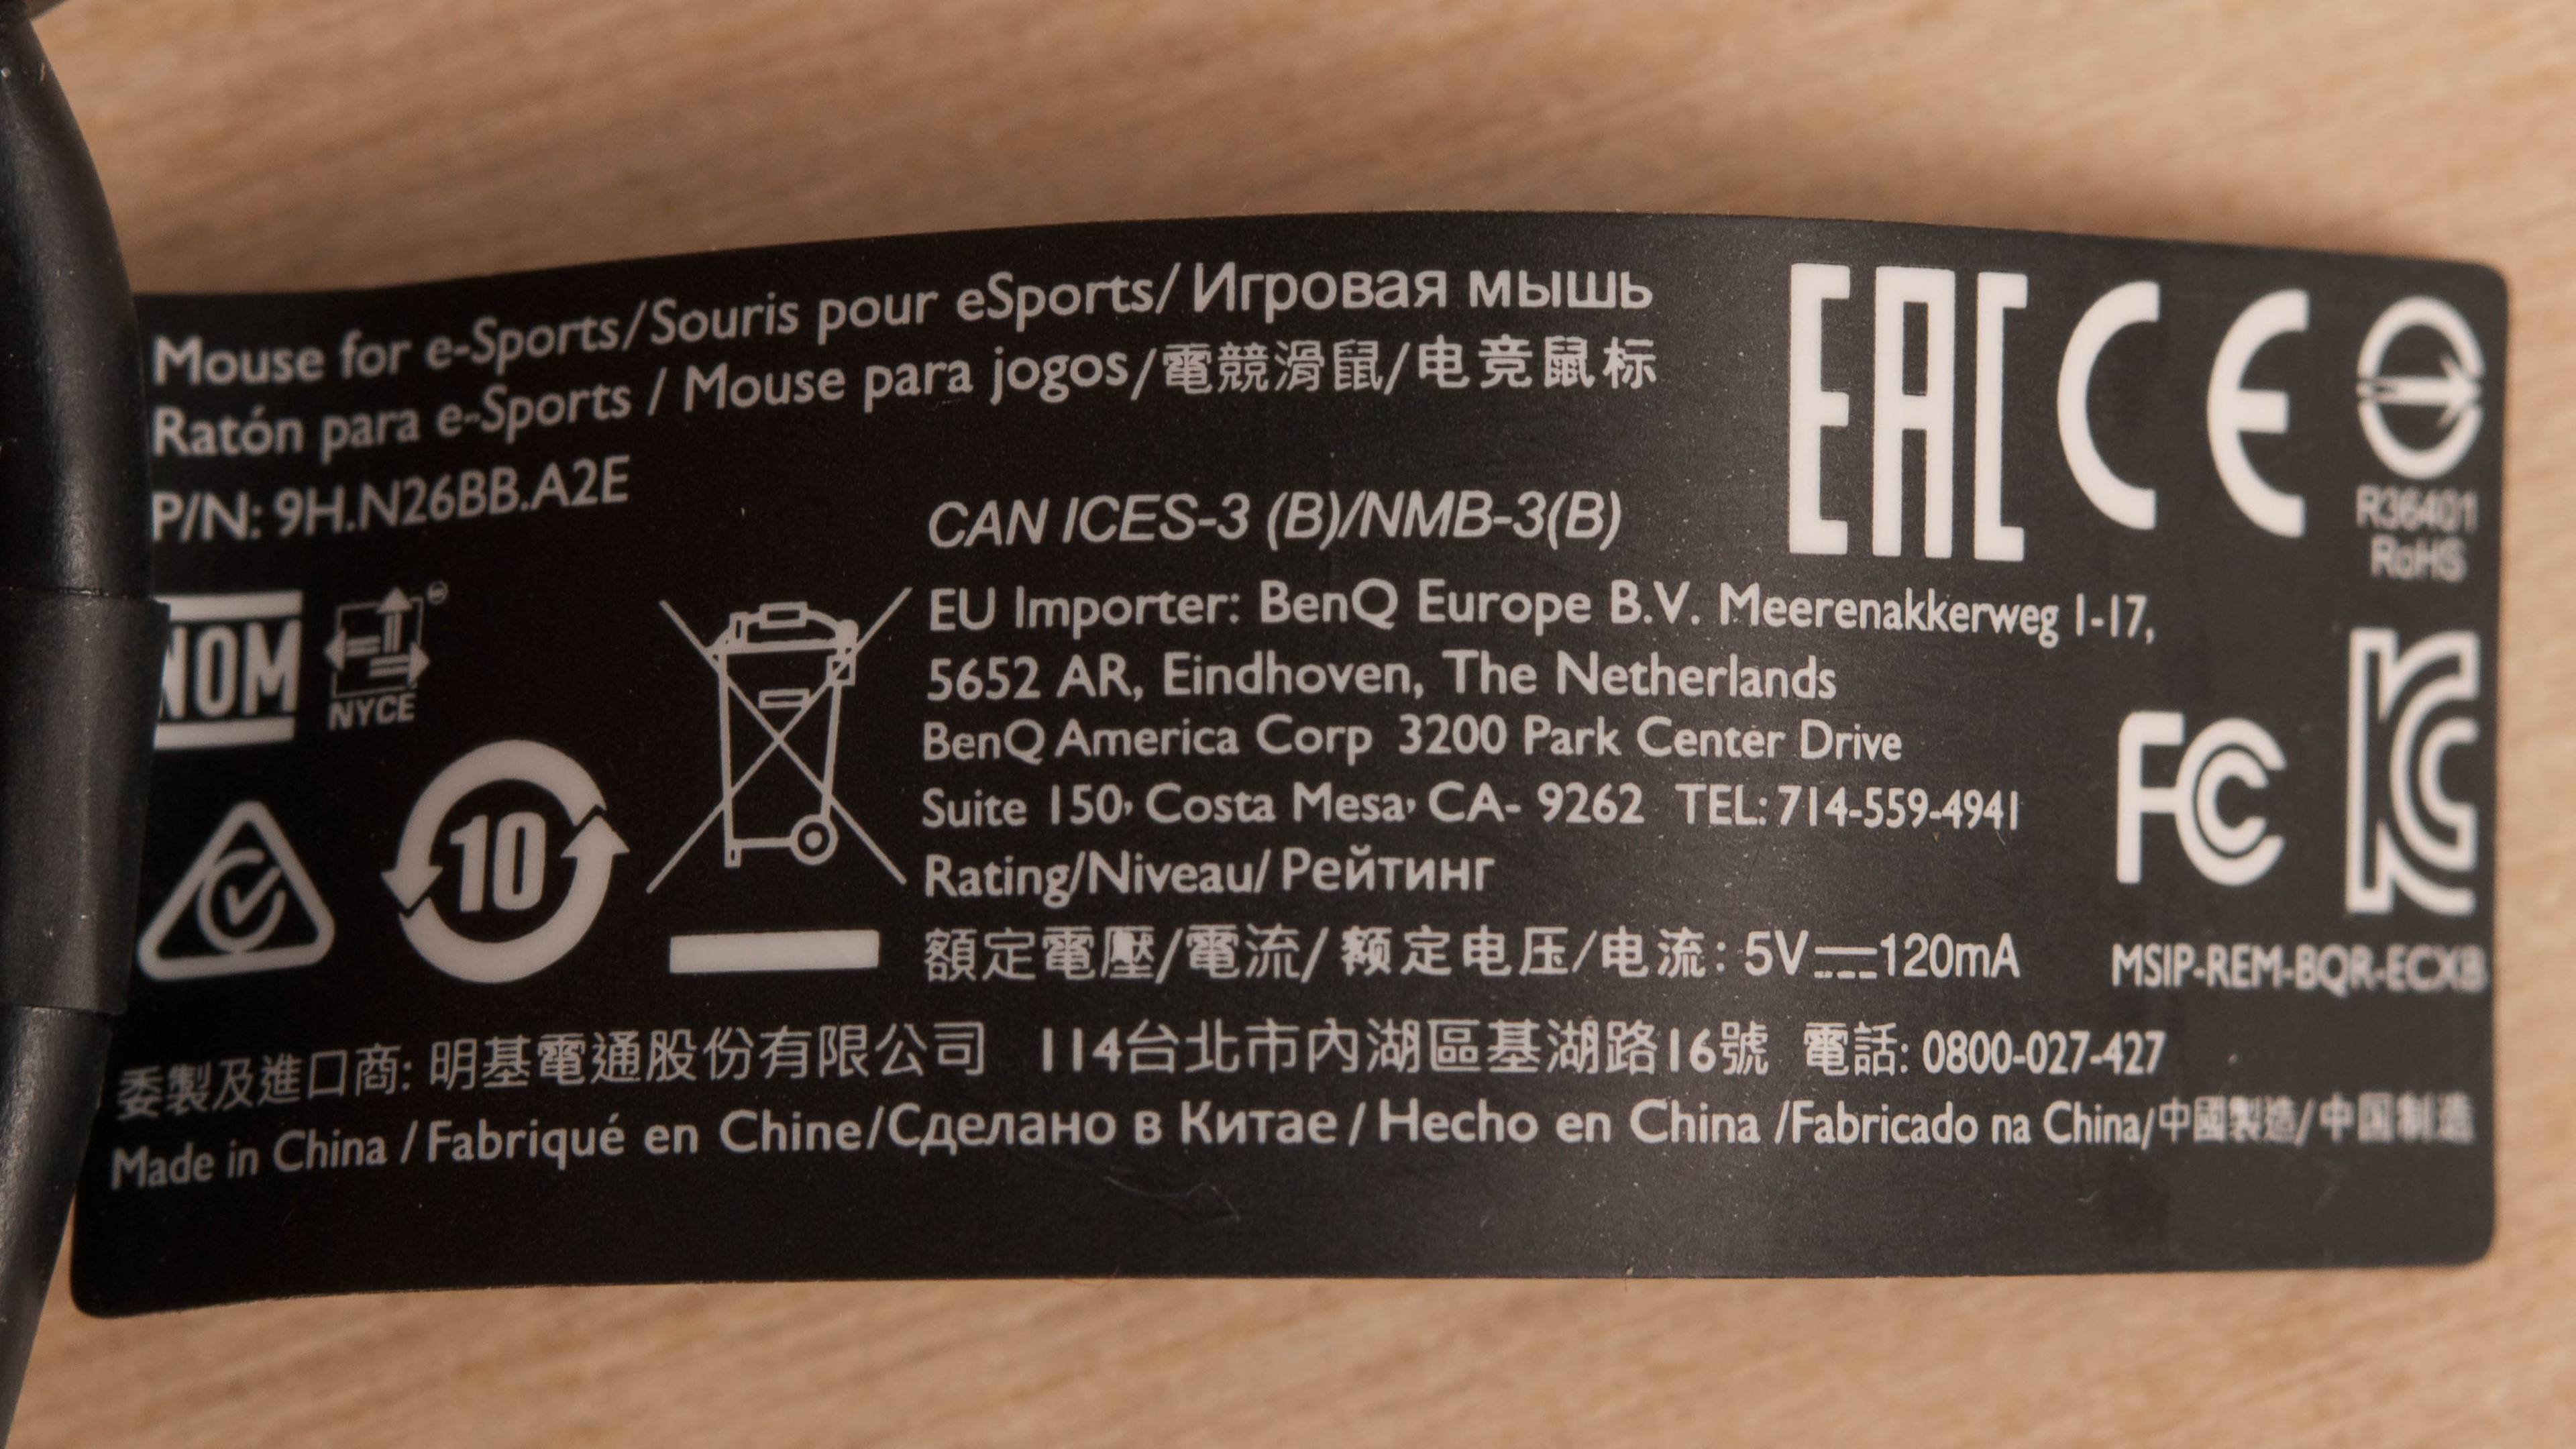 Mouse for e-Sports/Souris pour eSports/Игровая мышь
Ratón para e-Sports / Mouse para jogos/電競滑鼠/电竞鼠标
P/N: 9H.N26BB.A2E
EAC CE
R36401
RoHS
CAN ICES-3 (B)/NMB-3(B)
NOM
NYCE
10
EU Importer: BenQ Europe B.V. Meerenakkerweg 1-17,
5652 AR, Eindhoven, The Netherlands
BenQ America Corp 3200 Park Center Drive
Suite 150, Costa Mesa, CA- 9262 TEL: 714-559-4941
Rating/Niveau/Рейтинг
額定電壓/電流/额定电压/电流: 5V⎓120mA
FC
KC
MSIP-REM-BQR-ECXB
委製及進口商: 明基電通股份有限公司 114台北市內湖區基湖路16號 電話: 0800-027-427
Made in China / Fabriqué en Chine/Сделано в Китае / Hecho en China /Fabricado na China/中國製造/中国制造